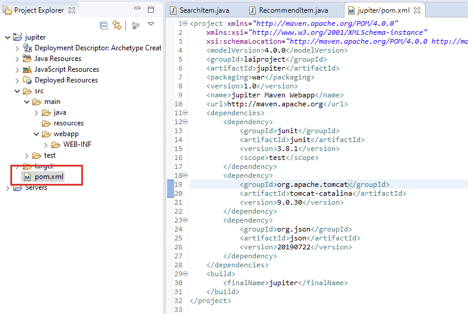 Project Explorer
jupiter
Deployment Descriptor: Archetype Creat
Java Resources
JavaScript Resources
Deployed Resources
src
main
java
resources
webapp
WEB-INF
test
target
pom.xml
Servers
SearchItem.java
RecommendItem.java
jupiter/pom.xml
1 <project xmlns="http://maven.apache.org/POM/4.0.0"
2 xmlns:xsi="http://www.w3.org/2001/XMLSchema-instance"
3 xsi:schemaLocation="http://maven.apache.org/POM/4.0.0 http://ma
4 <modelVersion>4.0.0</modelVersion>
5 <groupId>laiproject</groupId>
6 <artifactId>jupiter</artifactId>
7 <packaging>war</packaging>
8 <version>1.0</version>
9 <name>jupiter Maven Webapp</name>
10 <url>http://maven.apache.org</url>
11 <dependencies>
12 <dependency>
13 <groupId>junit</groupId>
14 <artifactId>junit</artifactId>
15 <version>3.8.1</version>
16 <scope>test</scope>
17 </dependency>
18 <dependency>
19 <groupId>org.apache.tomcat</groupId>
20 <artifactId>tomcat-catalina</artifactId>
21 <version>9.0.30</version>
22 </dependency>
23 <dependency>
24 <groupId>org.json</groupId>
25 <artifactId>json</artifactId>
26 <version>20190722</version>
27 </dependency>
28 </dependencies>
29 <build>
30 <finalName>jupiter</finalName>
31 </build>
32 </project>
33